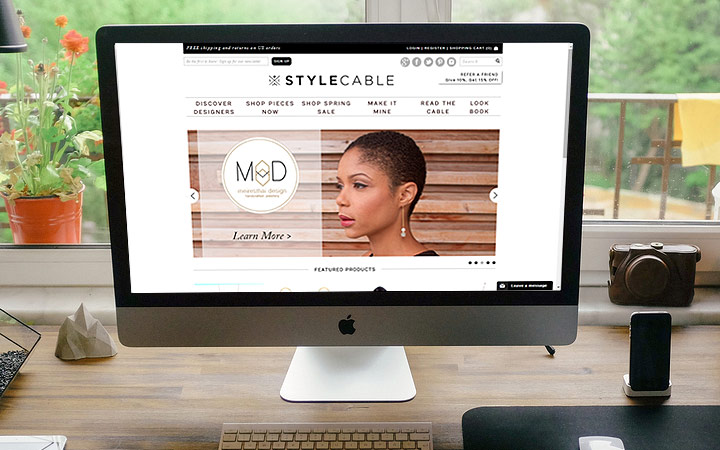 FREE shipping and returns on US orders
LOGIN | REGISTER | SHOPPING CART (0)
SIGN UP
Search
STYLECABLE
REFER A FRIEND
Give 10%, Get 15% OFF!
DISCOVER DESIGNERS
SHOP PIECES NOW
SHOP SPRING SALE
MAKE IT MINE
READ THE CABLE
LOOK BOOK
MD
Learn More >
FEATURED PRODUCTS
Leave a message